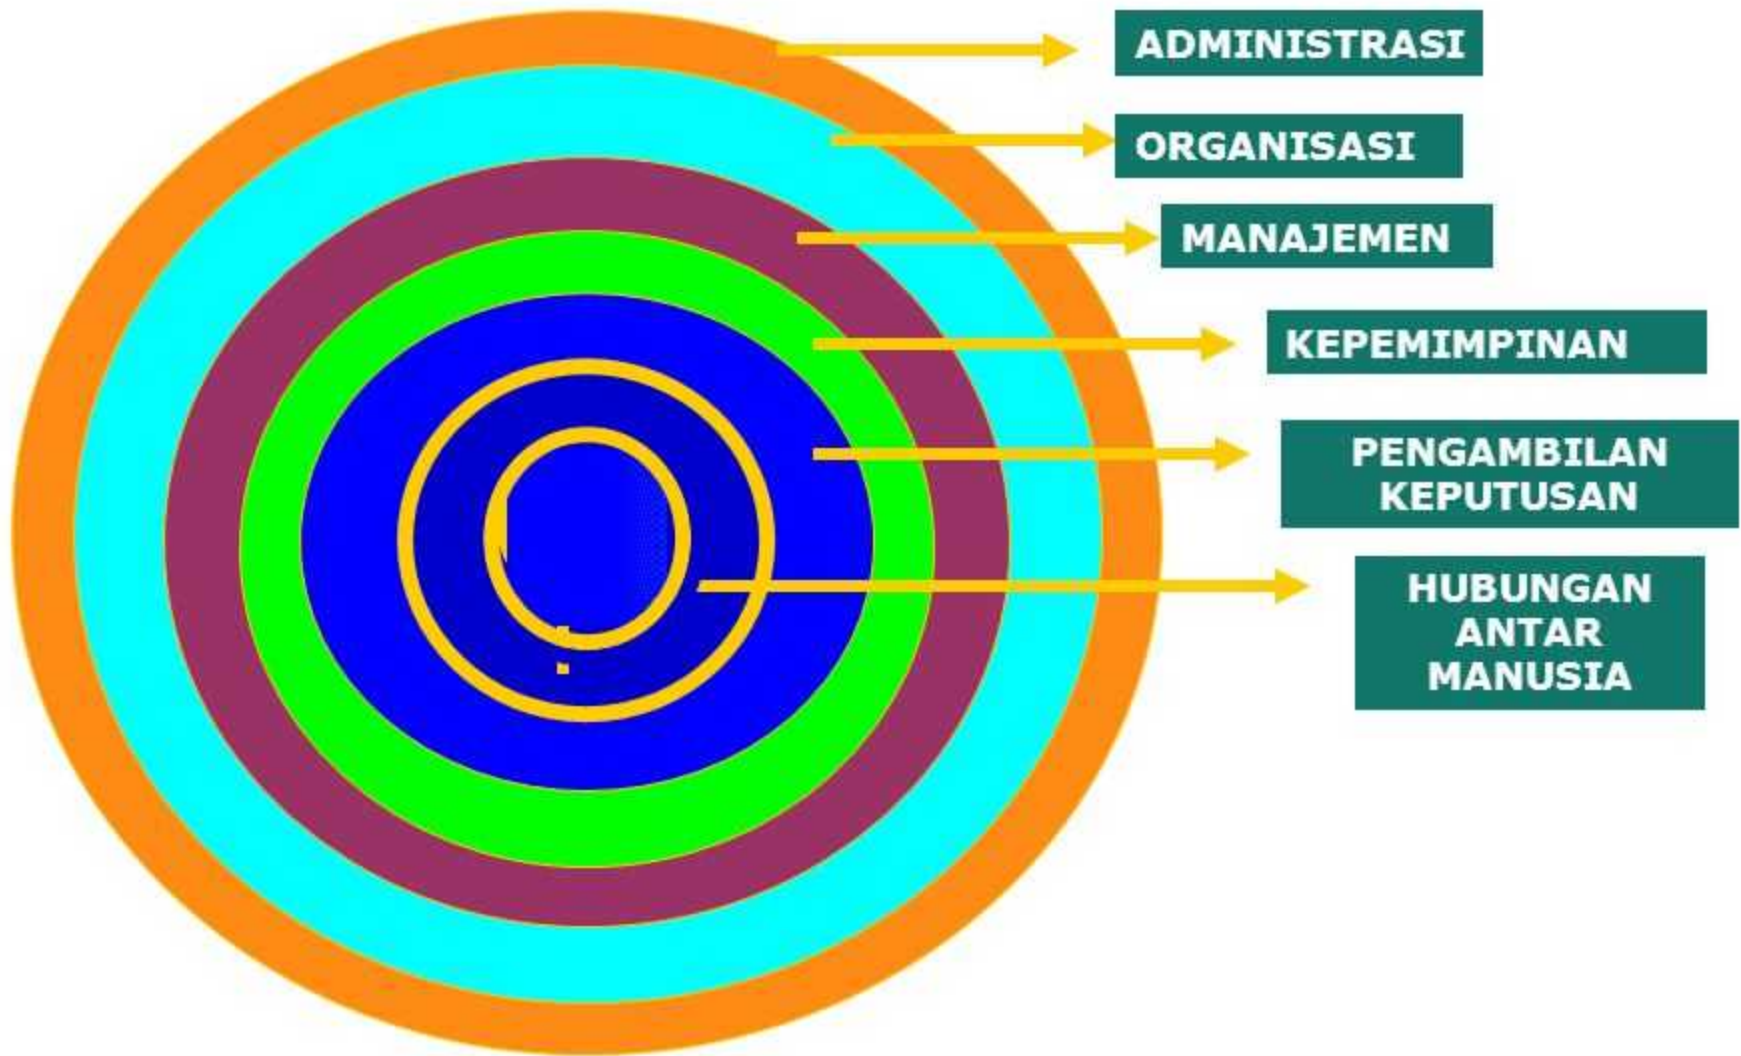 ADMINISTRASI
ORGANISASI
MANAJEMEN
KEPEMIMPINAN
PENGAMBILAN
KEPUTUSAN
HUBUNGAN
ANTAR
MANUSIA